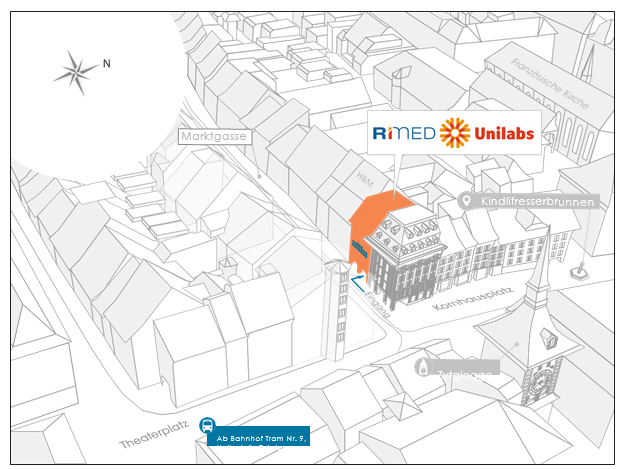 N
Französische Kirche
RiMED Unilabs
Marktgasse
H&M
Kindlifresserbrunnen
Eingang
Kornhausplatz
Zytglogge
Theaterplatz
Ab Bahnhof Tram Nr. 9,